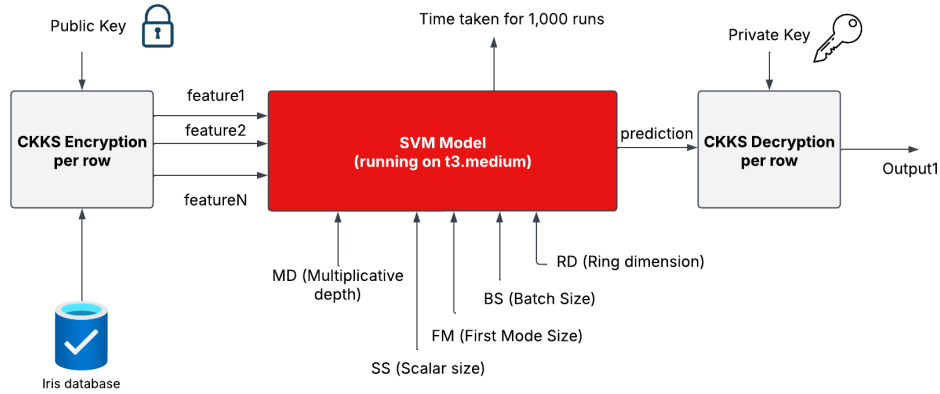 Time taken for 1,000 runs
Public Key
Private Key
feature1
feature2
featureN
CKKS Encryption
per row
SVM Model
(running on t3.medium)
prediction
CKKS Decryption
per row
Output1
MD (Multiplicative
depth)
RD (Ring dimension)
BS (Batch Size)
FM (First Mode Size)
SS (Scalar size)
Iris database